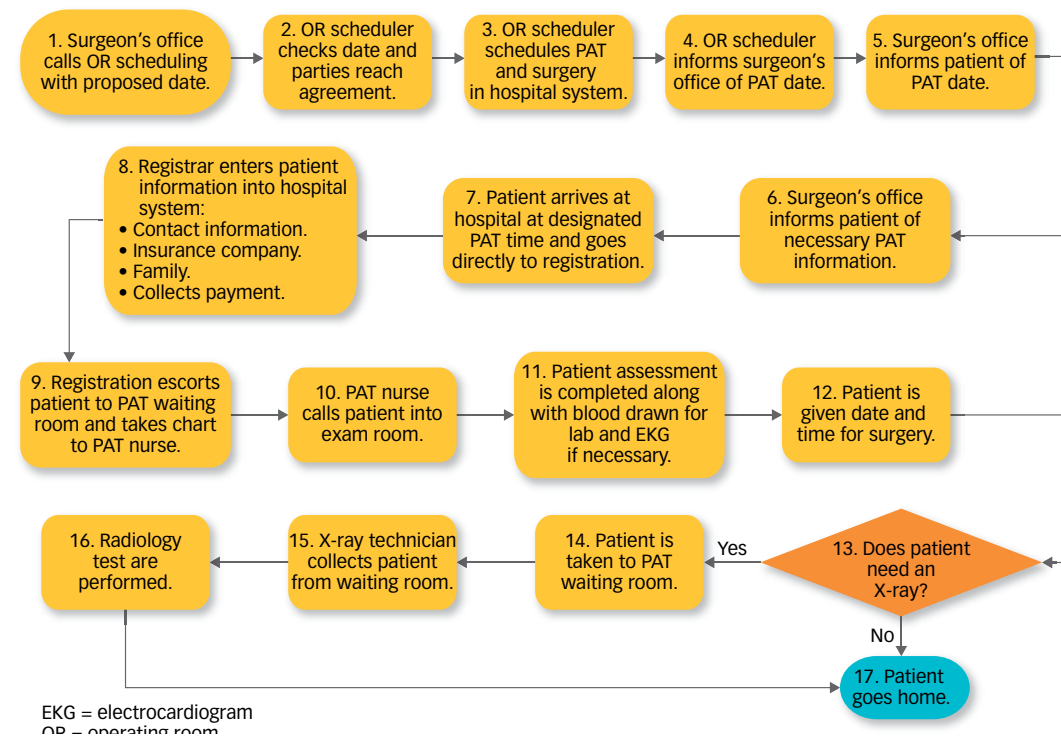 1. Surgeon's office
calls OR scheduling
with proposed date.
2. OR scheduler
checks date and
parties reach
agreement.
3. OR scheduler
schedules PAT
and surgery
in hospital system.
4. OR scheduler
informs surgeon's
office of PAT date.
5. Surgeon's office
informs patient of
PAT date.
6. Surgeon's office
informs patient of
necessary PAT
information.
7. Patient arrives at
hospital at designated
PAT time and goes
directly to registration.
8. Registrar enters patient
information into hospital
system:
• Contact information.
• Insurance company.
• Family.
• Collects payment.
9. Registration escorts
patient to PAT waiting
room and takes chart
to PAT nurse.
10. PAT nurse
calls patient into
exam room.
11. Patient assessment
is completed along
with blood drawn for
lab and EKG
if necessary.
12. Patient is
given date and
time for surgery.
13. Does patient
need an
X-ray?
Yes
14. Patient is
taken to PAT
waiting room.
15. X-ray technician
collects patient
from waiting room.
16. Radiology
test are
performed.
No
17. Patient
goes home.
EKG = electrocardiogram
OR = operating room